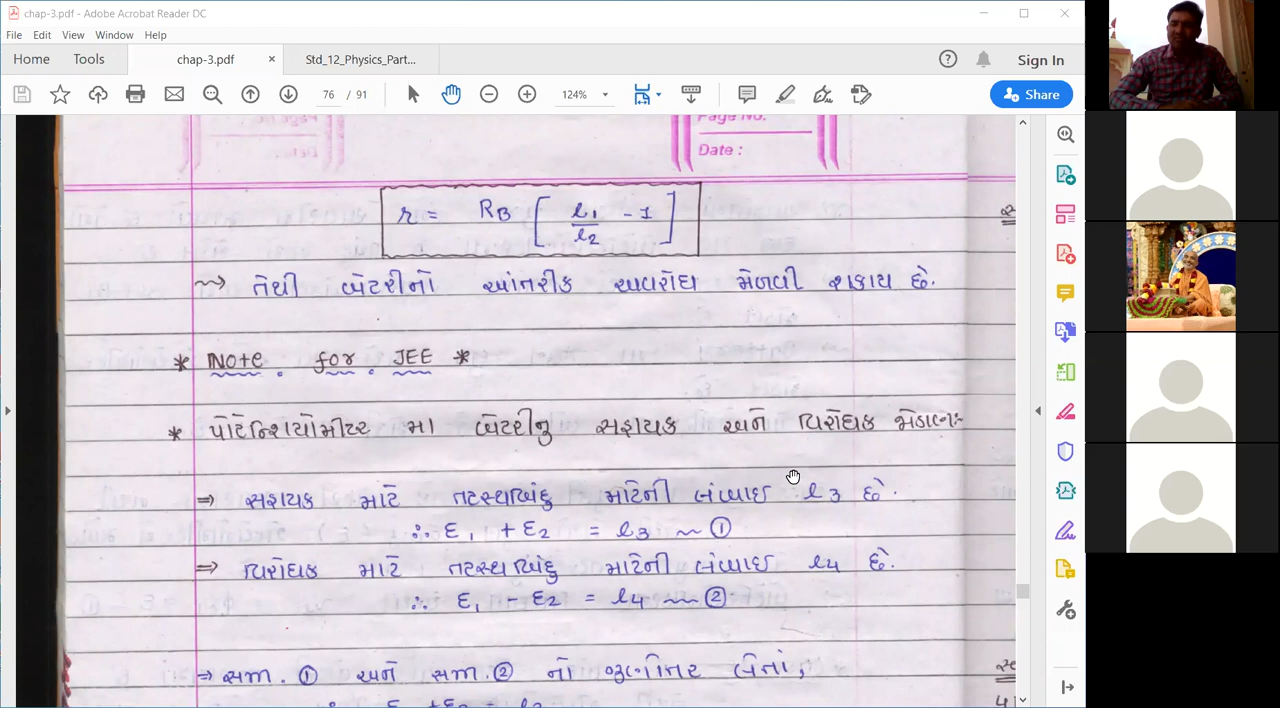 chap-3.pdf - Adobe Acrobat Reader DC
File Edit View Window Help
Home Tools chap-3.pdf × Std_12_Physics_Part... Sign In
76 / 91 124% Share
Page No.
Date :
r = RB [ l1/l2 - 1 ]
તેથી બેટરીનો આંતરીક અવરોધ મેળવી શકાય છે.
* Note for JEE *
* પોટેન્શિયોમીટર માં બેટરીનુ સહાયક અને વિરોધક જોડાણ:-
⇒ સહાયક માટે તટસ્થબિંદુ માટેની લંબાઈ l3 છે.
∴ ε1 + ε2 = l3 ~ ①
⇒ વિરોધક માટે તટસ્થબિંદુ માટેની લંબાઈ l4 છે.
∴ ε1 - ε2 = l4 ~ ②
⇒ સમી. ① અને સમી. ② નો ગુણોત્તર લેતાં,